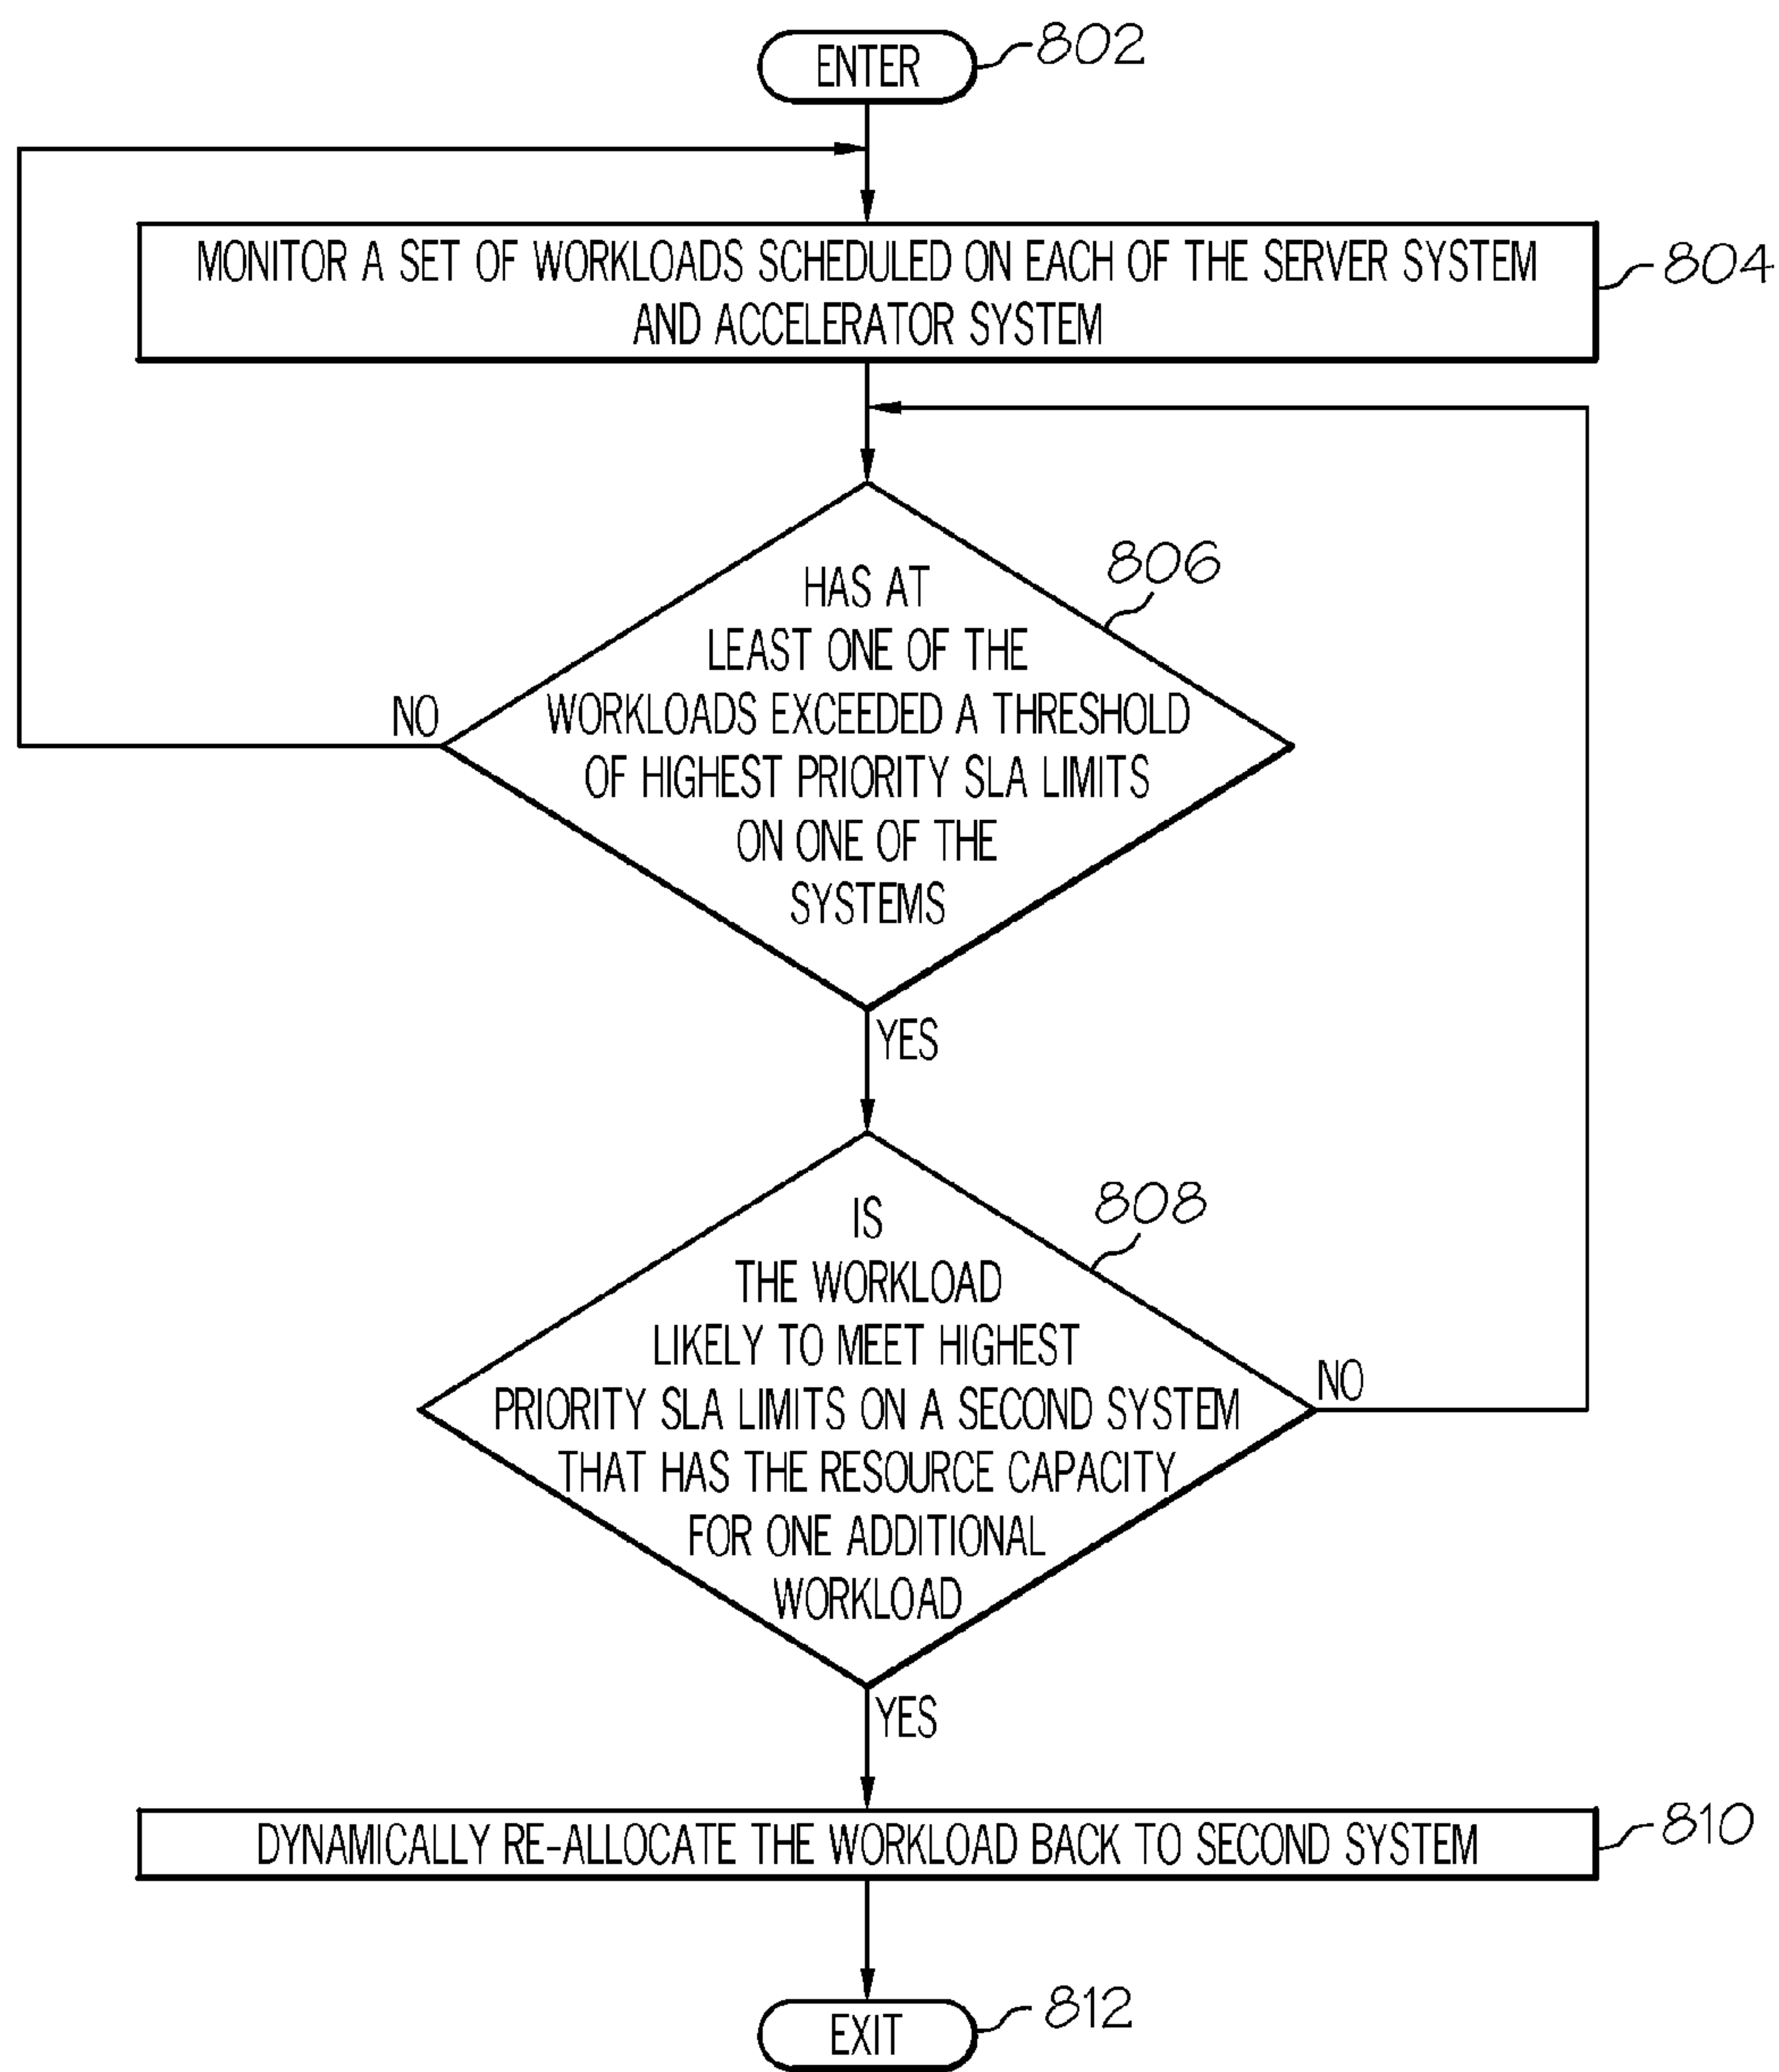 ENTER
802
MONITOR A SET OF WORKLOADS SCHEDULED ON EACH OF THE SERVER SYSTEM
AND ACCELERATOR SYSTEM
804
HAS AT
LEAST ONE OF THE
WORKLOADS EXCEEDED A THRESHOLD
OF HIGHEST PRIORITY SLA LIMITS
ON ONE OF THE
SYSTEMS
806
NO
YES
IS
THE WORKLOAD
LIKELY TO MEET HIGHEST
PRIORITY SLA LIMITS ON A SECOND SYSTEM
THAT HAS THE RESOURCE CAPACITY
FOR ONE ADDITIONAL
WORKLOAD
808
NO
YES
DYNAMICALLY RE-ALLOCATE THE WORKLOAD BACK TO SECOND SYSTEM
810
EXIT
812